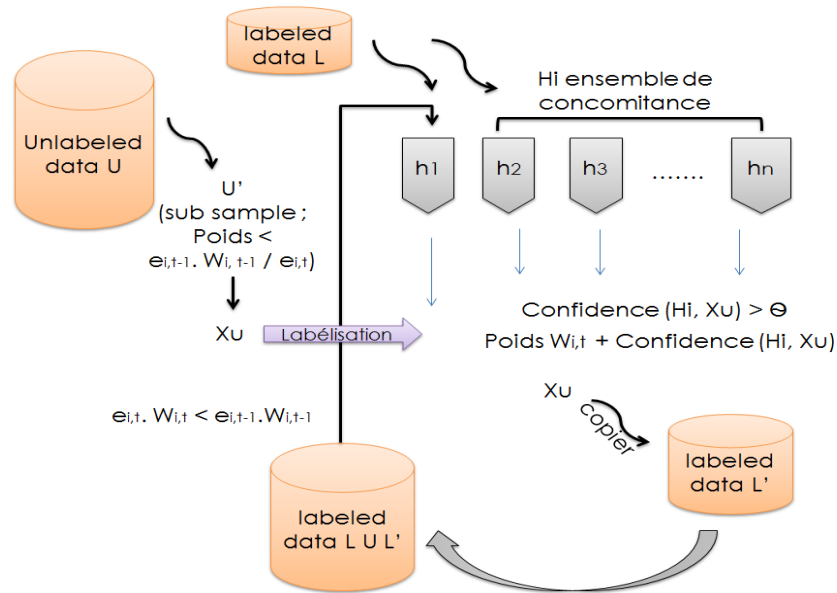 labeled
data L
Unlabeled
data U
Hi ensemble de
concomitance
h1
h2
h3
.......
hn
U'
(sub sample ;
Poids <
ei,t-1. Wi, t-1 / ei,t)
Xu
Labélisation
Confidence (Hi, Xu) > Θ
Poids Wi,t + Confidence (Hi, Xu)
ei,t. Wi,t < ei,t-1.Wi,t-1
Xu
copier
labeled
data L'
labeled
data L U L'